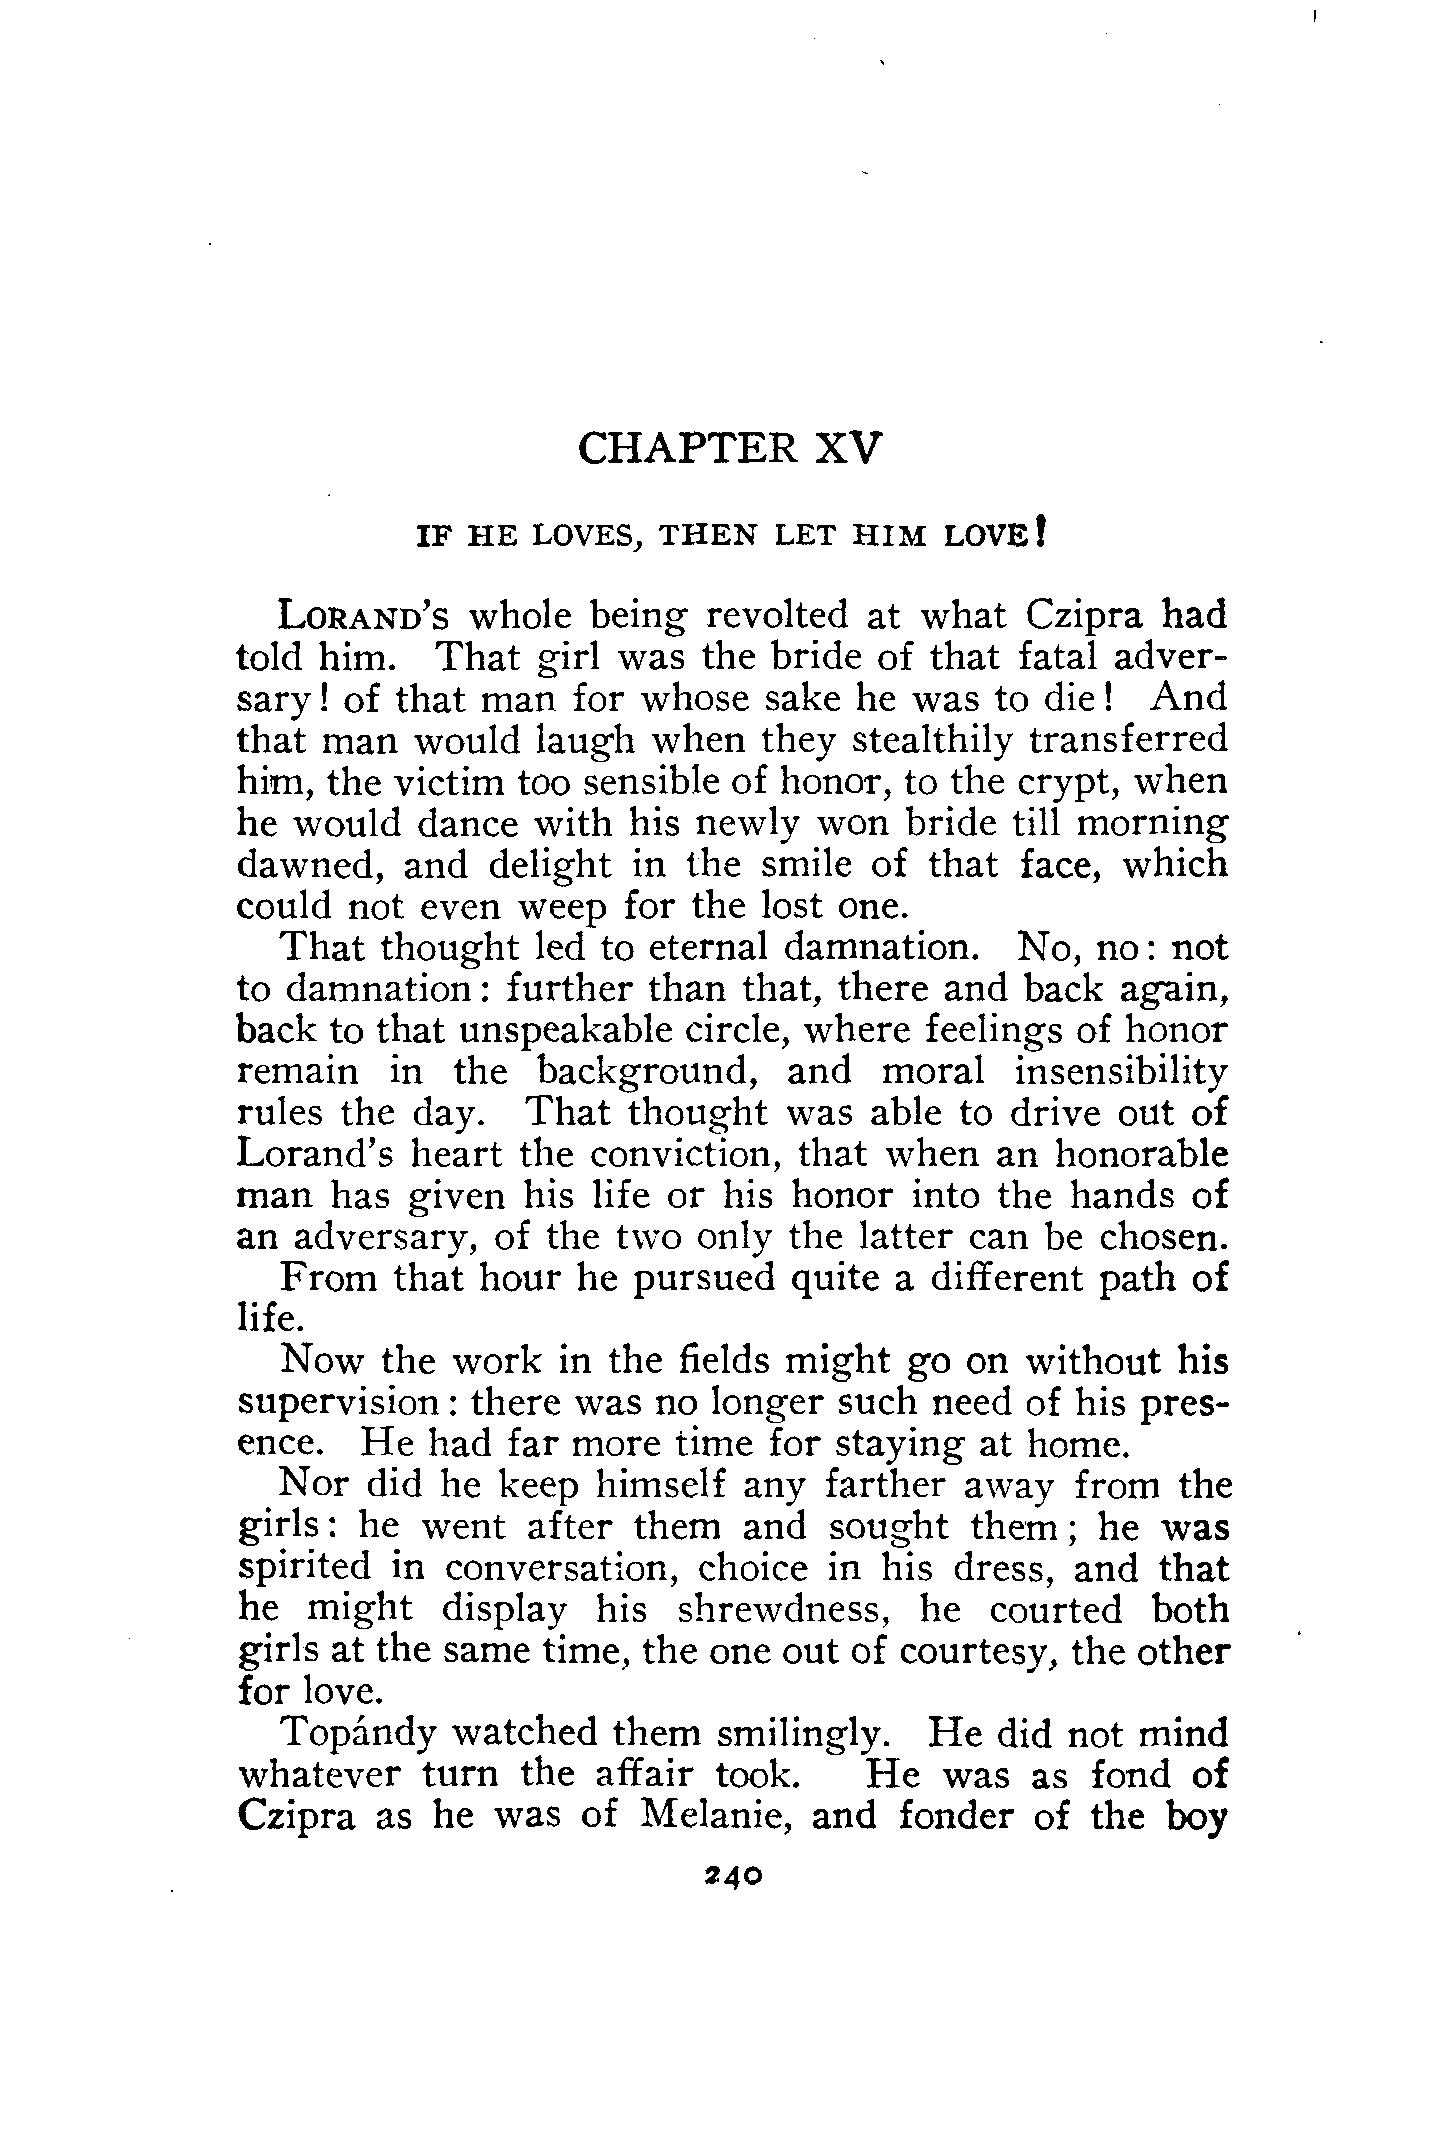 CHAPTER XV
IF HE LOVES, THEN LET HIM LOVE!
LORAND'S whole being revolted at what Czipra had
told him. That girl was the bride of that fatal adver-
sary! of that man for whose sake he was to die! And
that man would laugh when they stealthily transferred
him, the victim too sensible of honor, to the crypt, when
he would dance with his newly won bride till morning
dawned, and delight in the smile of that face, which
could not even weep for the lost one.
That thought led to eternal damnation. No, no: not
to damnation: further than that, there and back again,
back to that unspeakable circle, where feelings of honor
remain in the background, and moral insensibility
rules the day. That thought was able to drive out of
Lorand's heart the conviction, that when an honorable
man has given his life or his honor into the hands of
an adversary, of the two only the latter can be chosen.
From that hour he pursued quite a different path of
life.
Now the work in the fields might go on without his
supervision: there was no longer such need of his pres-
ence. He had far more time for staying at home.
Nor did he keep himself any farther away from the
girls: he went after them and sought them; he was
spirited in conversation, choice in his dress, and that
he might display his shrewdness, he courted both
girls at the same time, the one out of courtesy, the other
for love.
Topándy watched them smilingly. He did not mind
whatever turn the affair took. He was as fond of
Czipra as he was of Melanie, and fonder of the boy
240